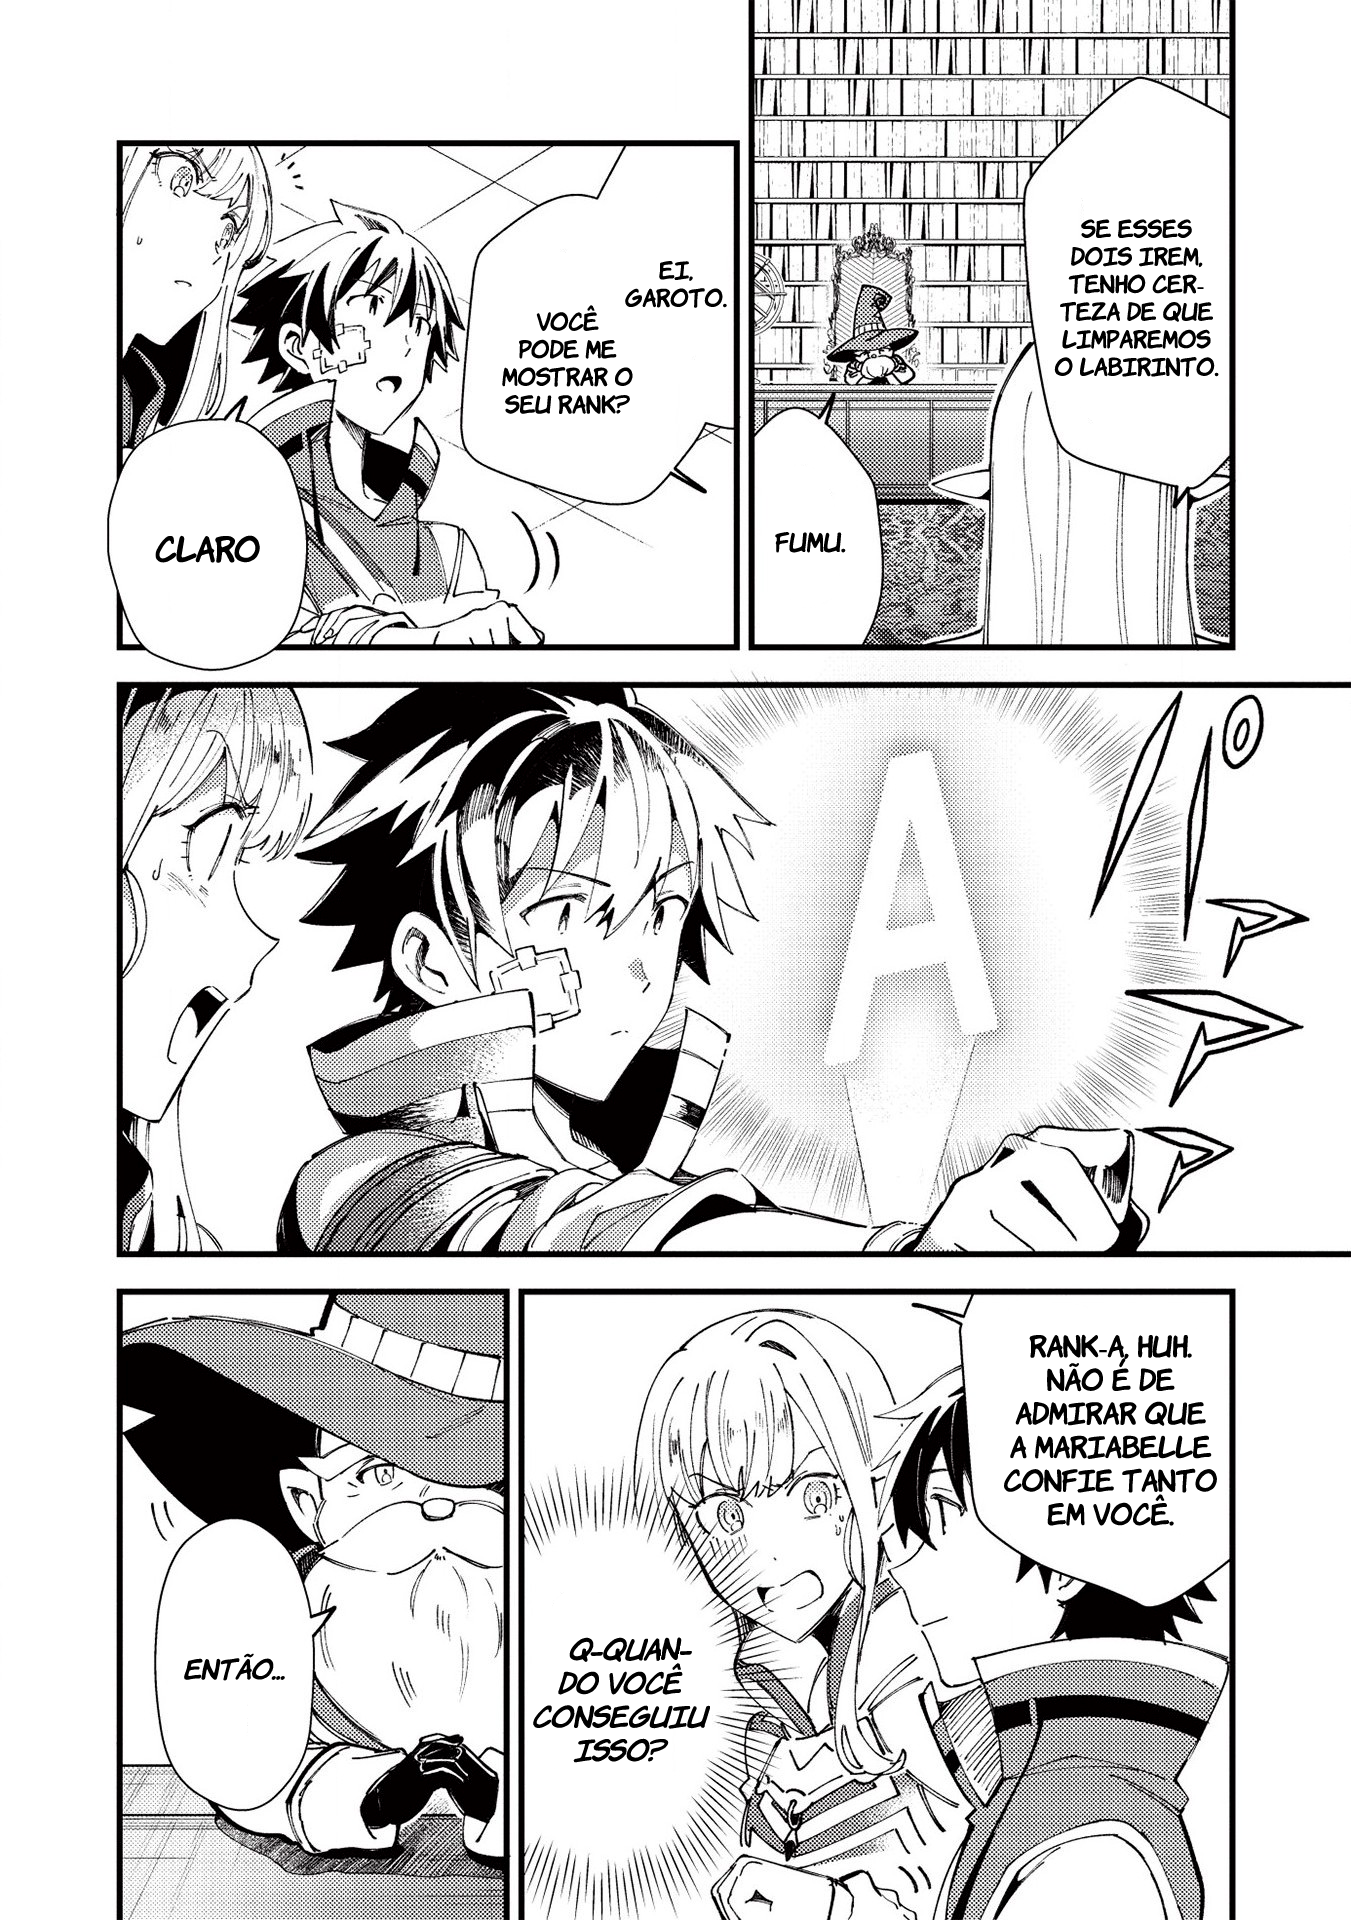 SE ESSES
DOIS IREM,
TENHO CER-
TEZA DE QUE
LIMPAREMOS
O LABIRINTO.
FUMU.
EI,
GAROTO.
VOCÊ
PODE ME
MOSTRAR O
SEU RANK?
CLARO
A
RANK-A, HUH.
NÃO É DE
ADMIRAR QUE
A MARIABELLE
CONFIE TANTO
EM VOCÊ.
Q-QUAN-
DO VOCÊ
CONSEGUIU
ISSO?
ENTÃO...